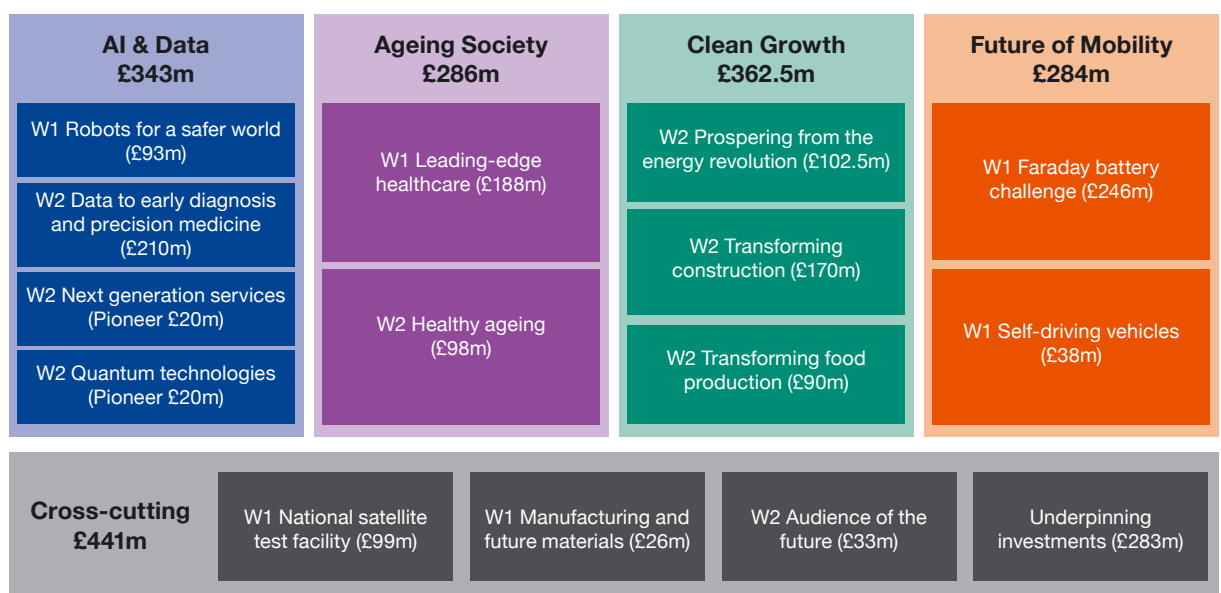 AI & Data
£343m
W1 Robots for a safer world
(£93m)
W2 Data to early diagnosis
and precision medicine
(£210m)
W2 Next generation services
(Pioneer £20m)
W2 Quantum technologies
(Pioneer £20m)
Ageing Society
£286m
W1 Leading-edge
healthcare (£188m)
W2 Healthy ageing
(£98m)
Clean Growth
£362.5m
W2 Prospering from the
energy revolution (£102.5m)
W2 Transforming
construction (£170m)
W2 Transforming food
production (£90m)
Future of Mobility
£284m
W1 Faraday battery
challenge (£246m)
W1 Self-driving vehicles
(£38m)
Cross-cutting
£441m
W1 National satellite
test facility (£99m)
W1 Manufacturing and
future materials (£26m)
W2 Audience of the
future (£33m)
Underpinning
investments (£283m)